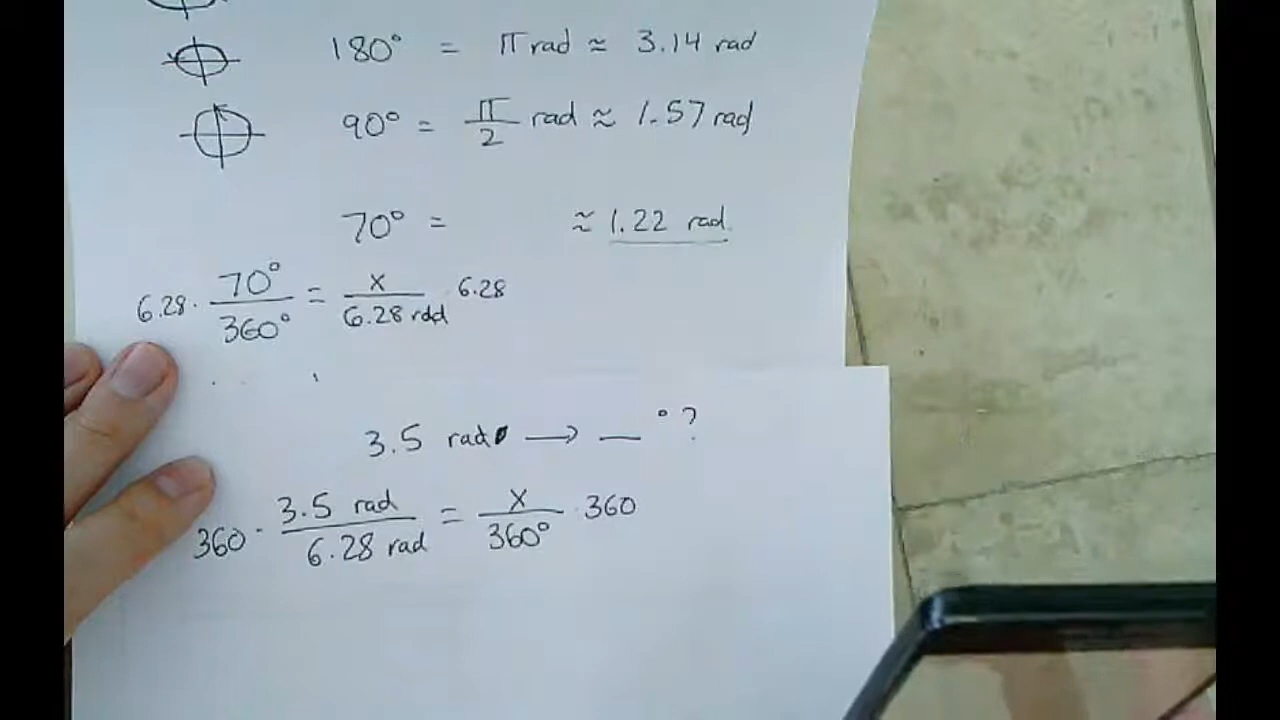 180° = π rad ≈ 3.14 rad
90° = π/2 rad ≈ 1.57 rad
70° = ≈ 1.22 rad
6.28 · 70°/360° = x/6.28 rad · 6.28
3.5 rad → __ ° ?
360 · 3.5 rad/6.28 rad = x/360° · 360